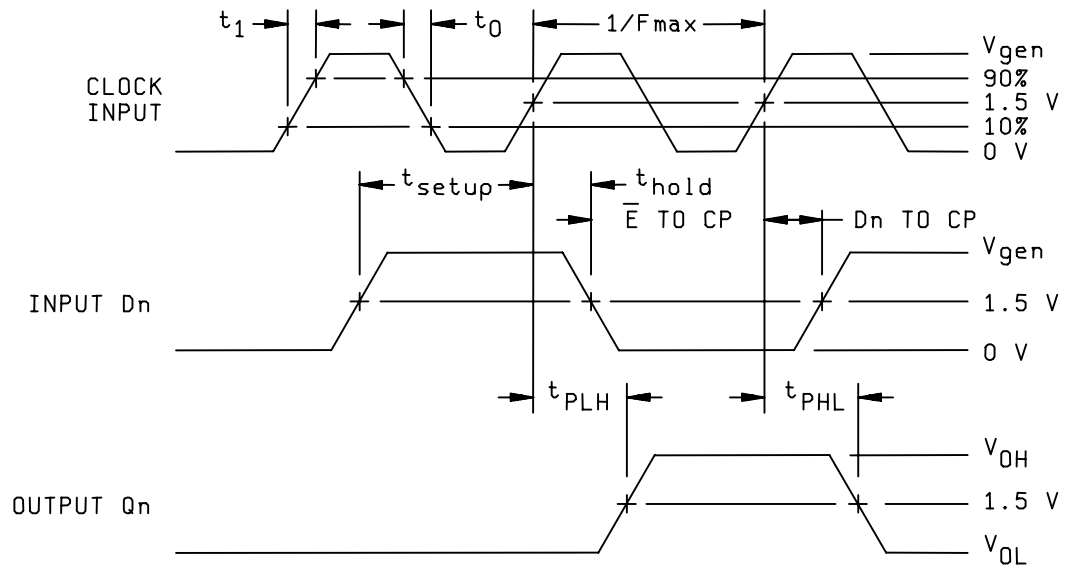 t1 t0 1/Fmax
Vgen
90%
1.5 V
10%
0 V
CLOCK
INPUT
tsetup thold
E̅ TO CP Dn TO CP
Vgen
INPUT Dn 1.5 V
0 V
tPLH tPHL
VOH
OUTPUT Qn 1.5 V
VOL